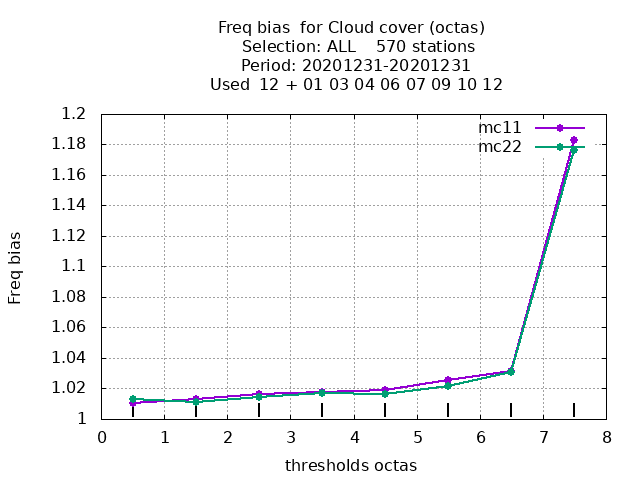 Freq bias  for Cloud cover (octas)
Selection: ALL    570 stations
Period: 20201231-20201231
Used  12 + 01 03 04 06 07 09 10 12
mc11
mc22
1.2
1.18
1.16
1.14
1.12
1.1
1.08
1.06
1.04
1.02
1
Freq bias
0 1 2 3 4 5 6 7 8
thresholds octas